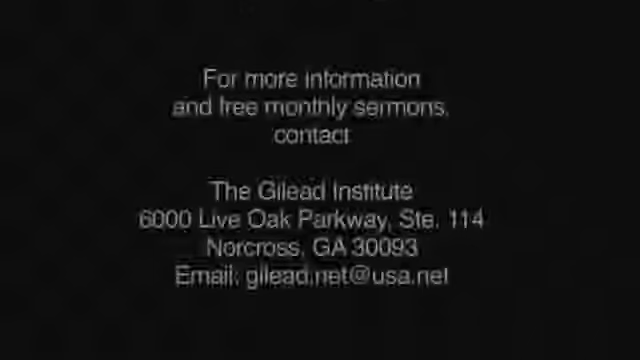 For more information
and free monthly sermons,
contact
The Gilead Institute
6000 Live Oak Parkway, Ste. 114
Norcross, GA 30093
Email: gilead.net@usa.net